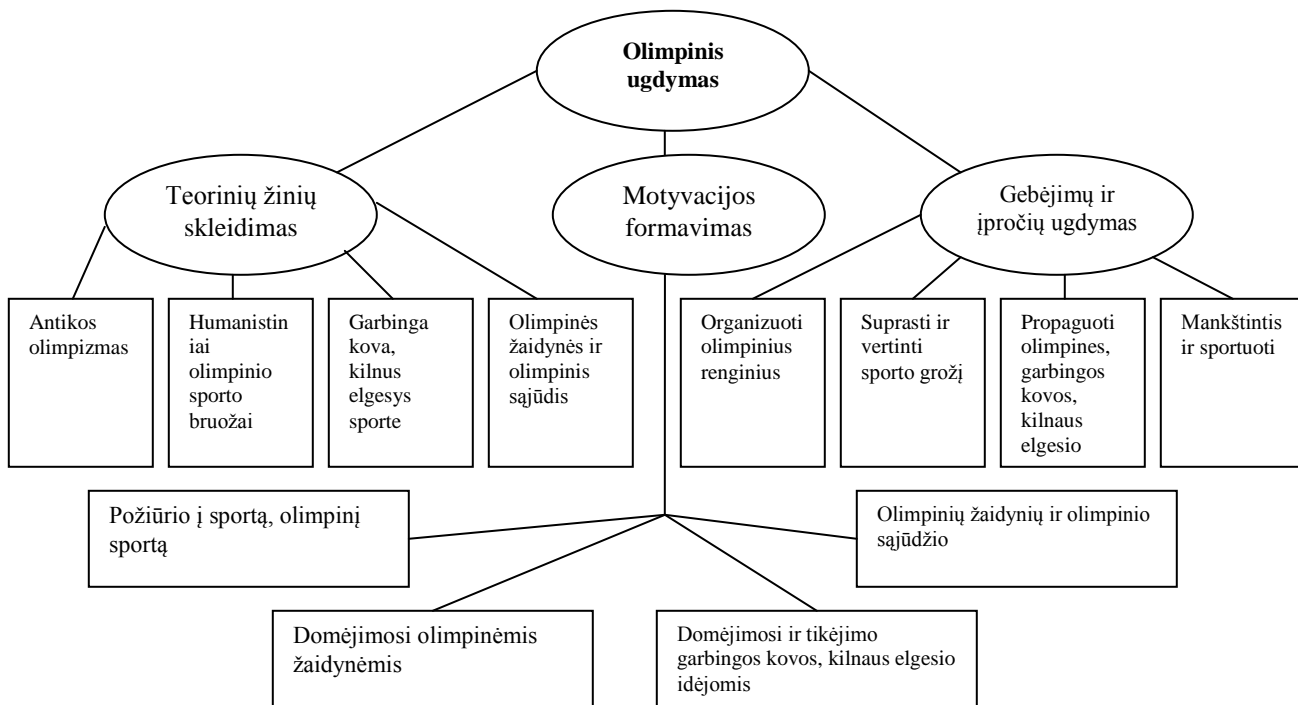 Olimpinis
ugdymas
Teorinių žinių
skleidimas
Motyvacijos
formavimas
Gebėjimų ir
įpročių ugdymas
Antikos
olimpizmas
Humanistin
iai
olimpinio
sporto
bruožai
Garbinga
kova,
kilnus
elgesys
sporte
Olimpinės
žaidynės ir
olimpinis
sąjūdis
Organizuoti
olimpinius
renginius
Suprasti ir
vertinti
sporto grožį
Propaguoti
olimpines,
garbingos
kovos,
kilnaus
elgesio
Mankštintis
ir sportuoti
Požiūrio į sportą, olimpinį
sportą
Olimpinių žaidynių ir olimpinio
sąjūdžio
Domėjimosi olimpinėmis
žaidynėmis
Domėjimosi ir tikėjimo
garbingos kovos, kilnaus elgesio
idėjomis